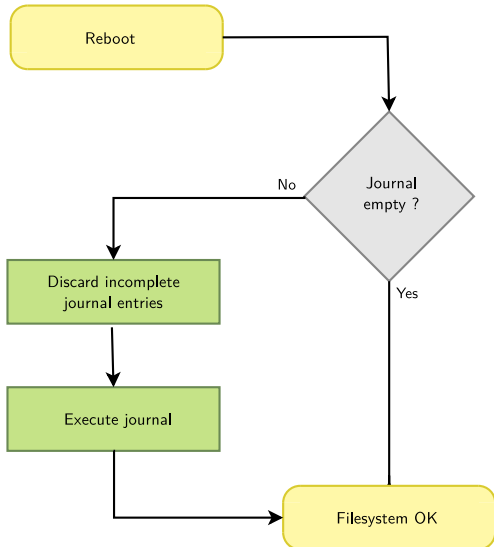 Reboot
Journal
empty ?
No
Discard incomplete
journal entries
Yes
Execute journal
Filesystem OK